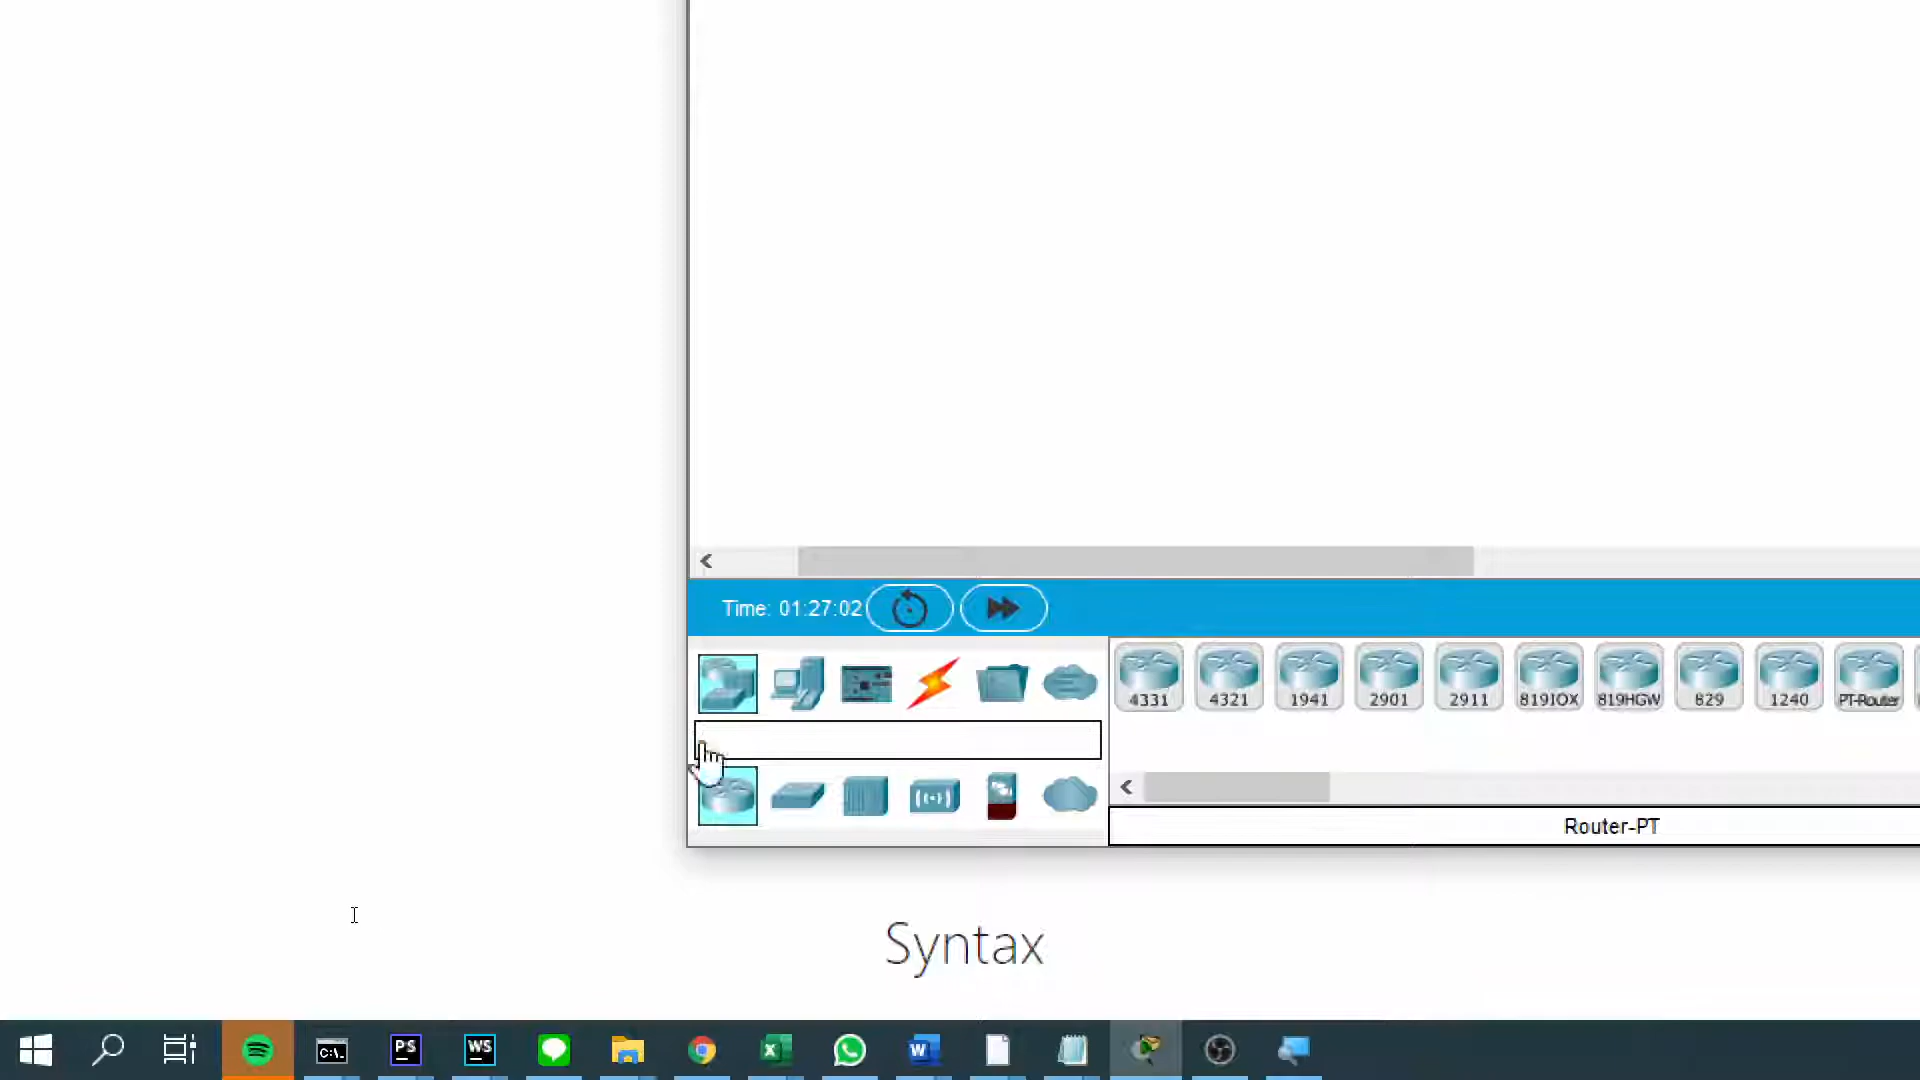 Time: 01:27:02
4331 4321 1941 2901 2911 819IOX 819HGW 829 1240 PT-Router
Router-PT
Syntax
C:\.
PS
WS
W